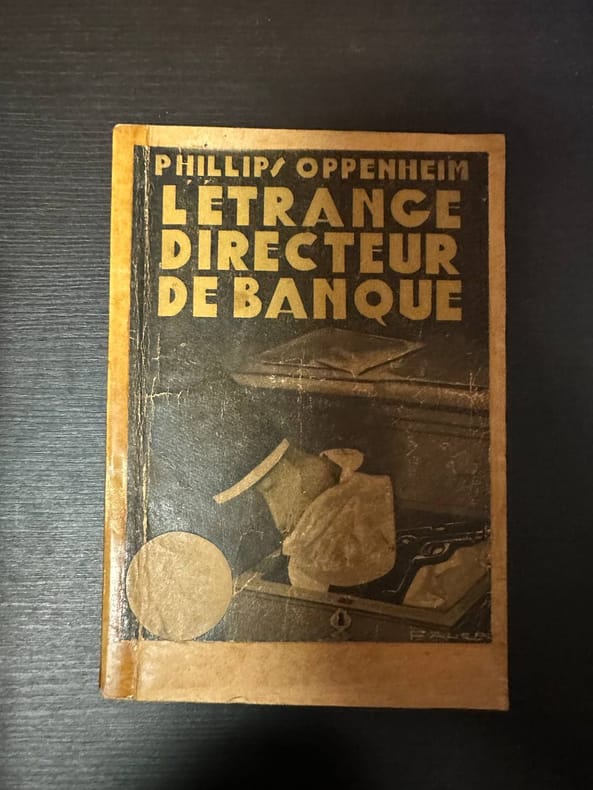 PHILLIPS OPPENHEIM
L'ETRANGE
DIRECTEUR
DE BANQUE